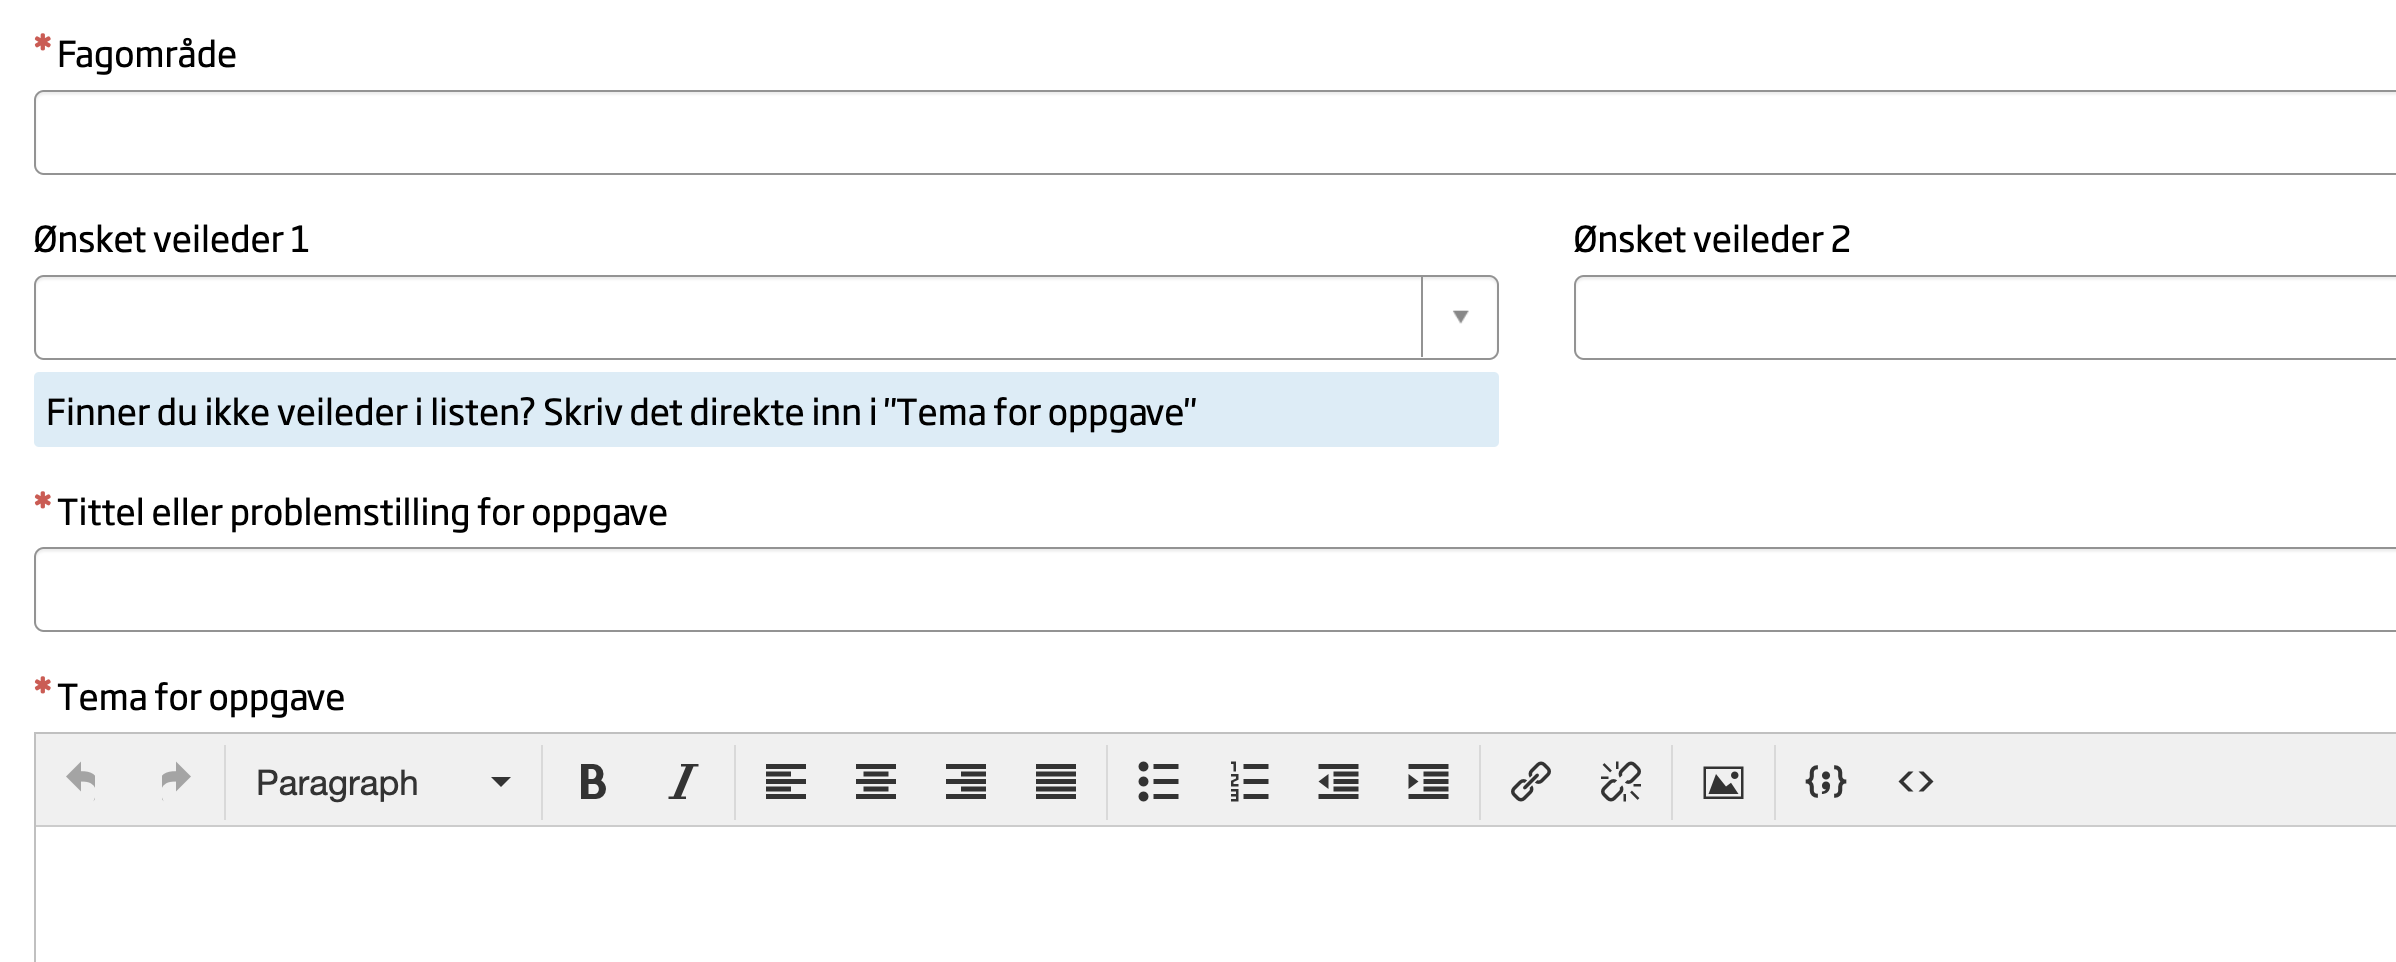 * Fagområde
Ønsket veileder 1
Ønsket veileder 2
Finner du ikke veileder i listen? Skriv det direkte inn i "Tema for oppgave"
* Tittel eller problemstilling for oppgave
* Tema for oppgave
Paragraph